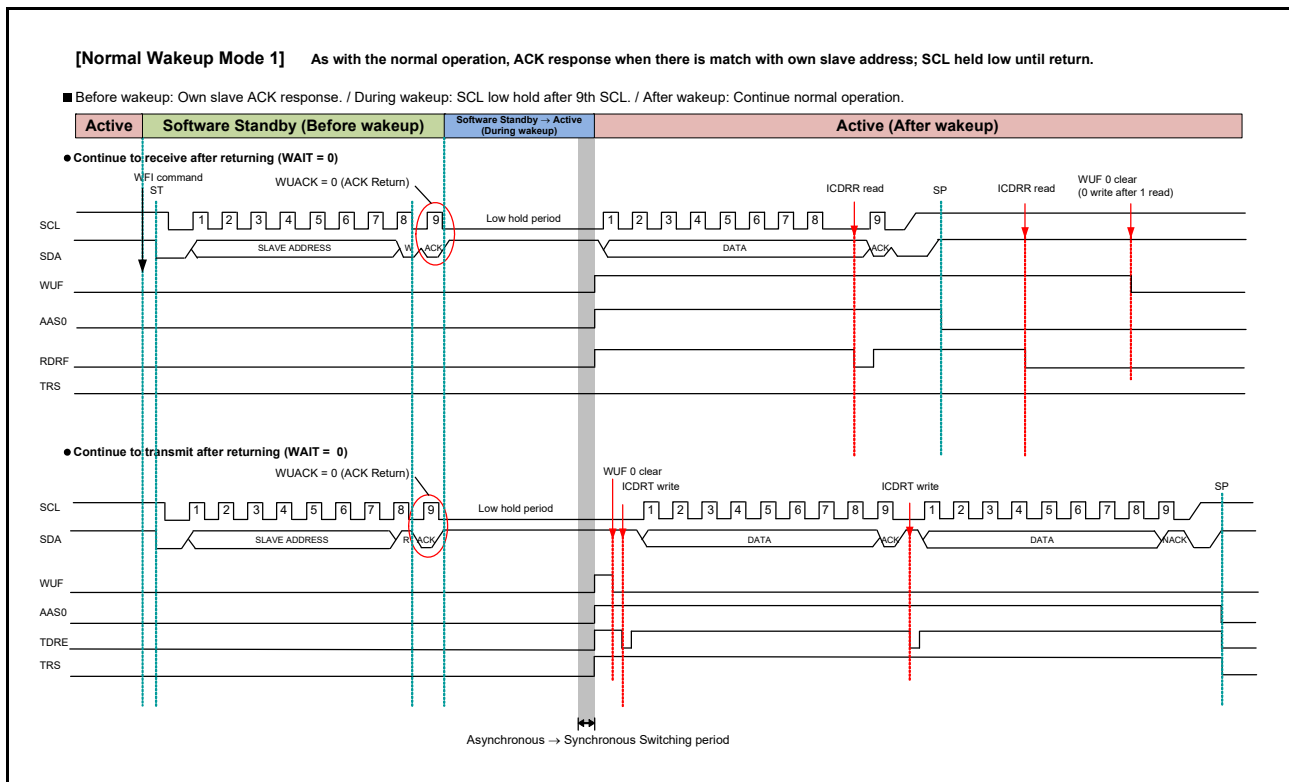 [Normal Wakeup Mode 1] As with the normal operation, ACK response when there is match with own slave address; SCL held low until return.
■ Before wakeup: Own slave ACK response. / During wakeup: SCL low hold after 9th SCL. / After wakeup: Continue normal operation.
Active
Software Standby (Before wakeup)
Software Standby → Active
(During wakeup)
Active (After wakeup)
● Continue to receive after returning (WAIT = 0)
WFI command
ST
WUACK = 0 (ACK Return)
ICDRR read
SP
ICDRR read
WUF 0 clear
(0 write after 1 read)
SCL 1 2 3 4 5 6 7 8 9 Low hold period 1 2 3 4 5 6 7 8 9
SDA SLAVE ADDRESS W ACK DATA ACK
WUF
AAS0
RDRF
TRS
● Continue to transmit after returning (WAIT = 0)
WUACK = 0 (ACK Return)
WUF 0 clear
ICDRT write
ICDRT write
SP
SCL 1 2 3 4 5 6 7 8 9 Low hold period 1 2 3 4 5 6 7 8 9 1 2 3 4 5 6 7 8 9
SDA SLAVE ADDRESS R ACK DATA ACK DATA NACK
WUF
AAS0
TDRE
TRS
Asynchronous → Synchronous Switching period